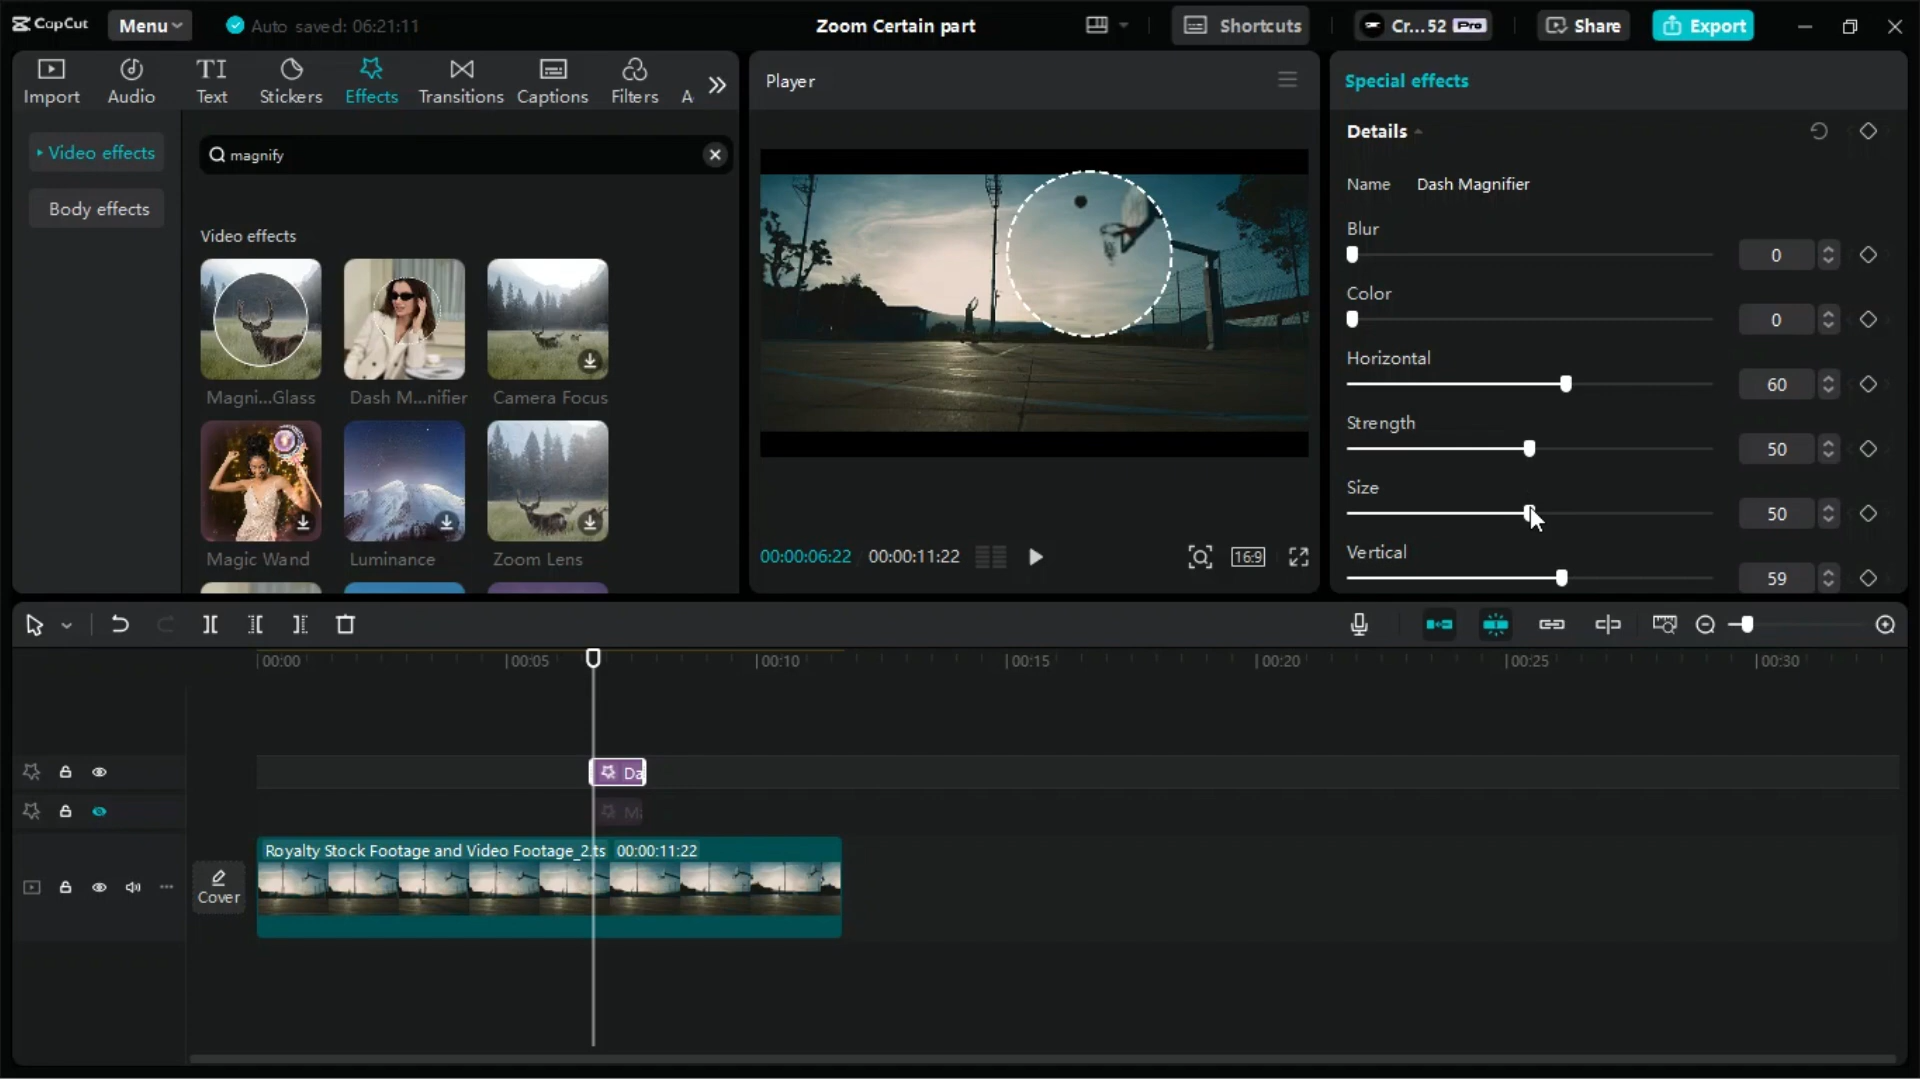 CapCut
Menu
Auto saved: 06:21:11
Zoom Certain part
Shortcuts
Cr...52 Pro
Share
Export
Import
Audio
TI
Text
Stickers
Effects
Transitions
Captions
Filters
A
Player
Special effects
Video effects
Body effects
magnify
Video effects
Magni...Glass
Dash M...nifier
Camera Focus
Magic Wand
Luminance
Zoom Lens
00:00:06:22
00:00:11:22
16:9
Details
Name Dash Magnifier
Blur
0
Color
0
Horizontal
60
Strength
50
Size
50
Vertical
59
00:00
00:05
00:10
00:15
00:20
00:25
00:30
Da
Ma
Cover
Royalty Stock Footage and Video Footage_2.ts 00:00:11:22